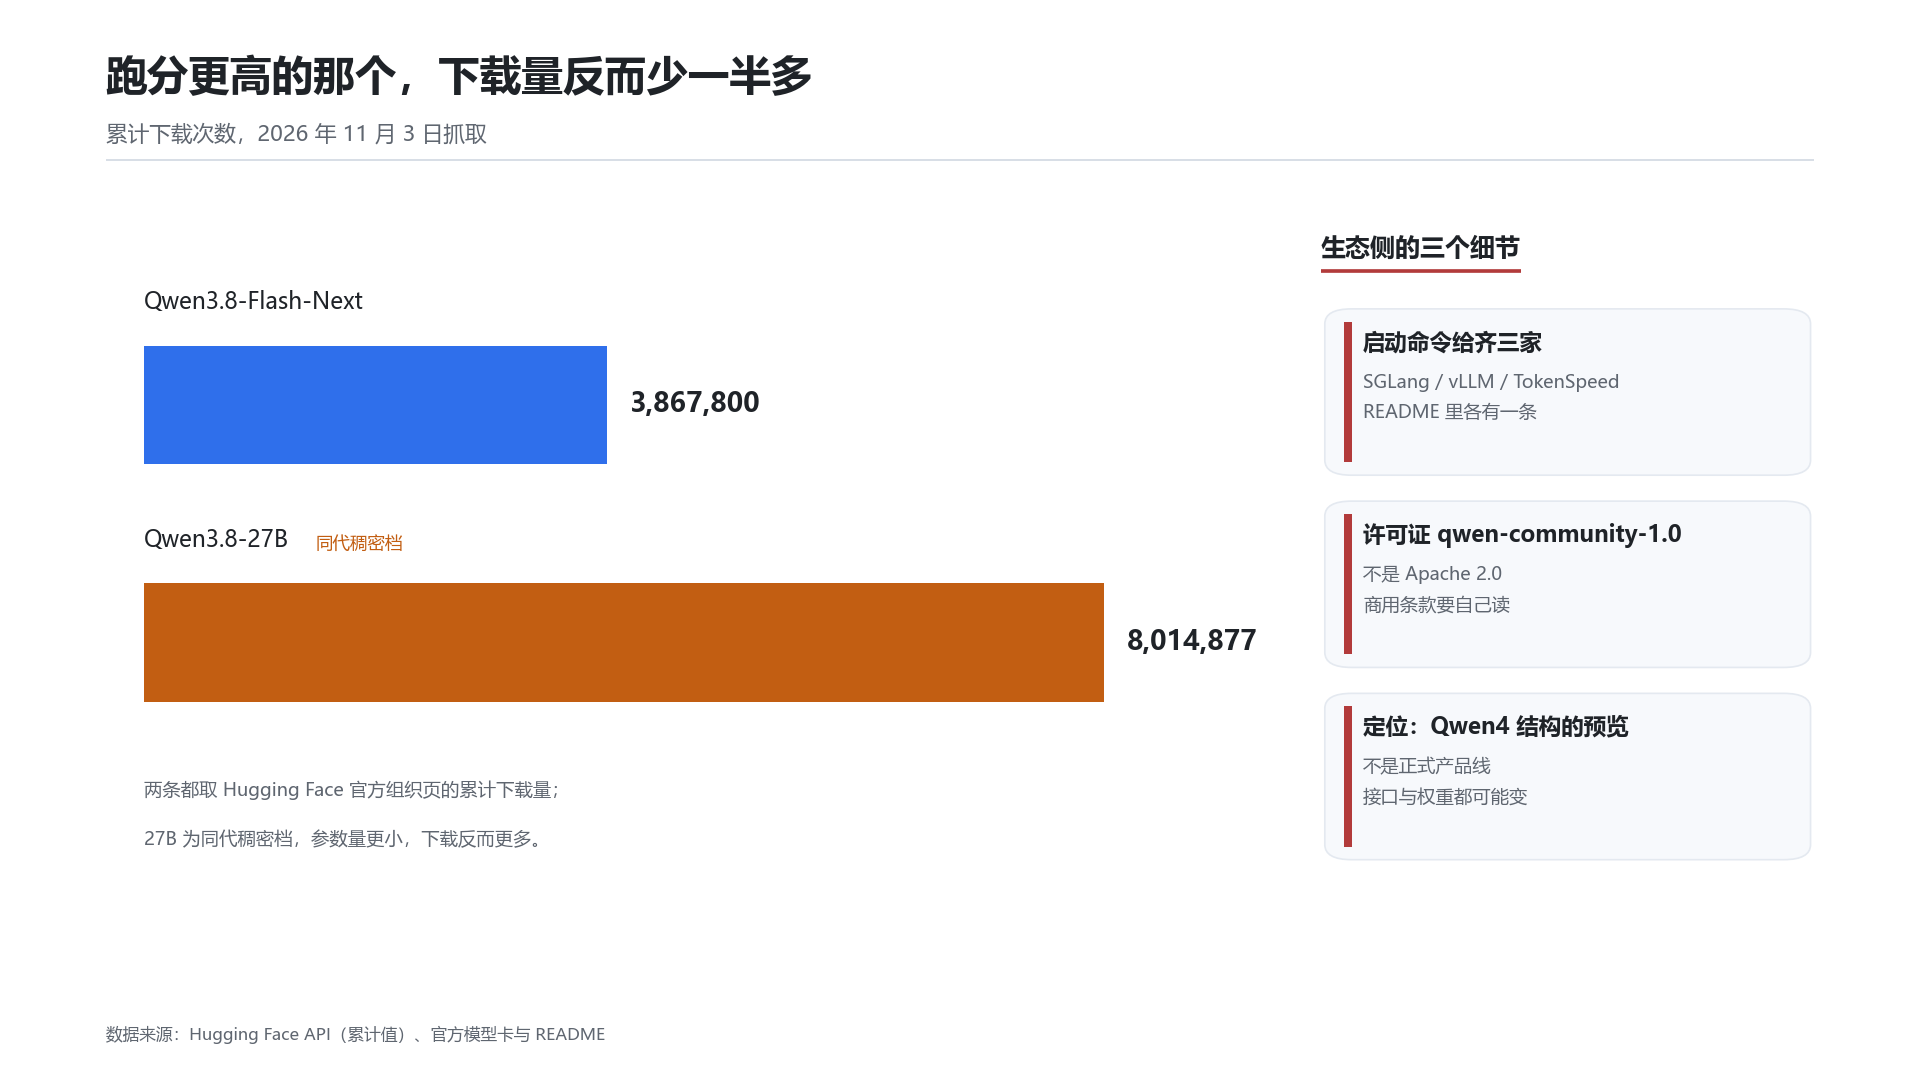 跑分更高的那个，下载量反而少一半多
累计下载次数，2026 年 11 月 3 日抓取
Qwen3.8-Flash-Next
3,867,800
Qwen3.8-27B 同代稠密档
8,014,877
两条都取 Hugging Face 官方组织页的累计下载量；
27B 为同代稠密档，参数量更小，下载反而更多。
生态侧的三个细节
启动命令给齐三家
SGLang / vLLM / TokenSpeed
README 里各有一条
许可证 qwen-community-1.0
不是 Apache 2.0
商用条款要自己读
定位：Qwen4 结构的预览
不是正式产品线
接口与权重都可能变
数据来源：Hugging Face API（累计值）、官方模型卡与 README